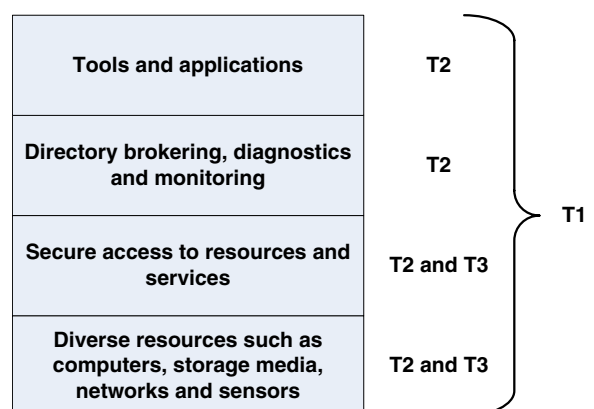 Tools and applications
T2
Directory brokering, diagnostics
and monitoring
T2
T1
Secure access to resources and
services
T2 and T3
Diverse resources such as
computers, storage media,
networks and sensors
T2 and T3